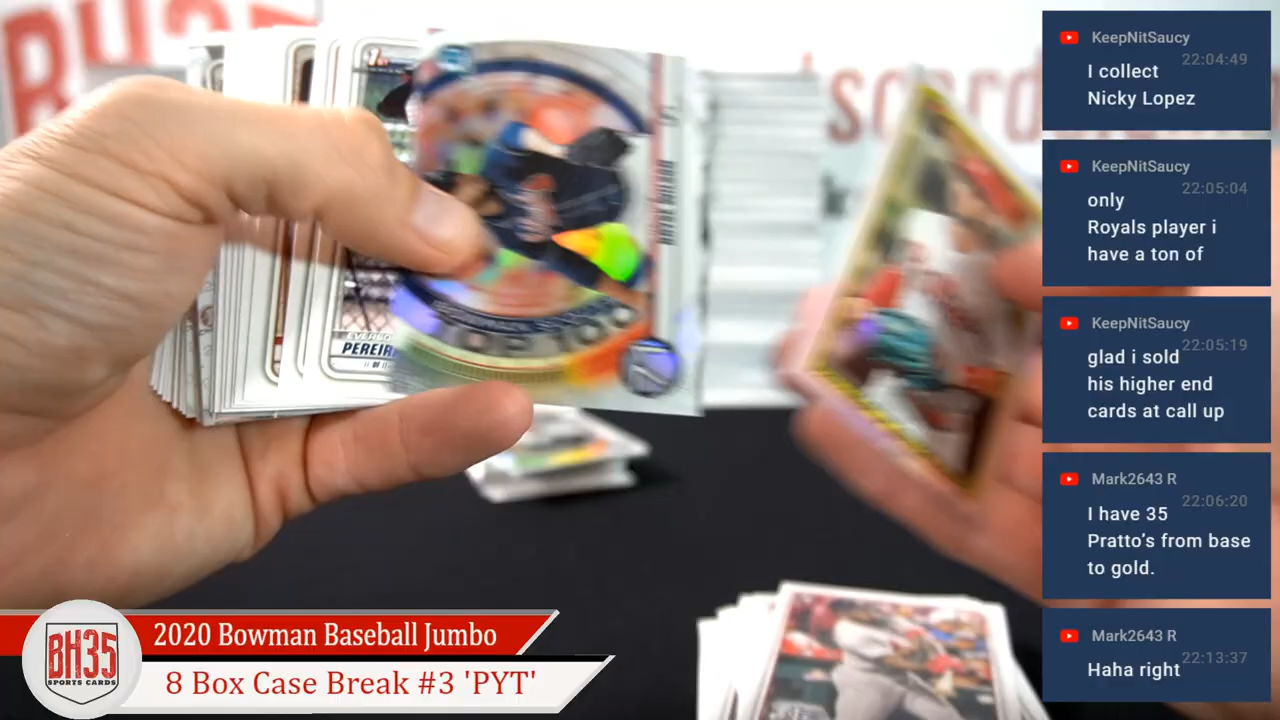 KeepNitSaucy
22:04:49
I collect
Nicky Lopez
KeepNitSaucy
22:05:04
only
Royals player i
have a ton of
KeepNitSaucy
22:05:19
glad i sold
his higher end
cards at call up
Mark2643 R
22:06:20
I have 35
Pratto's from base
to gold.
Mark2643 R
22:13:37
Haha right
TOP 100
BH35
SPORTS CARDS
2020 Bowman Baseball Jumbo
8 Box Case Break #3 'PYT'